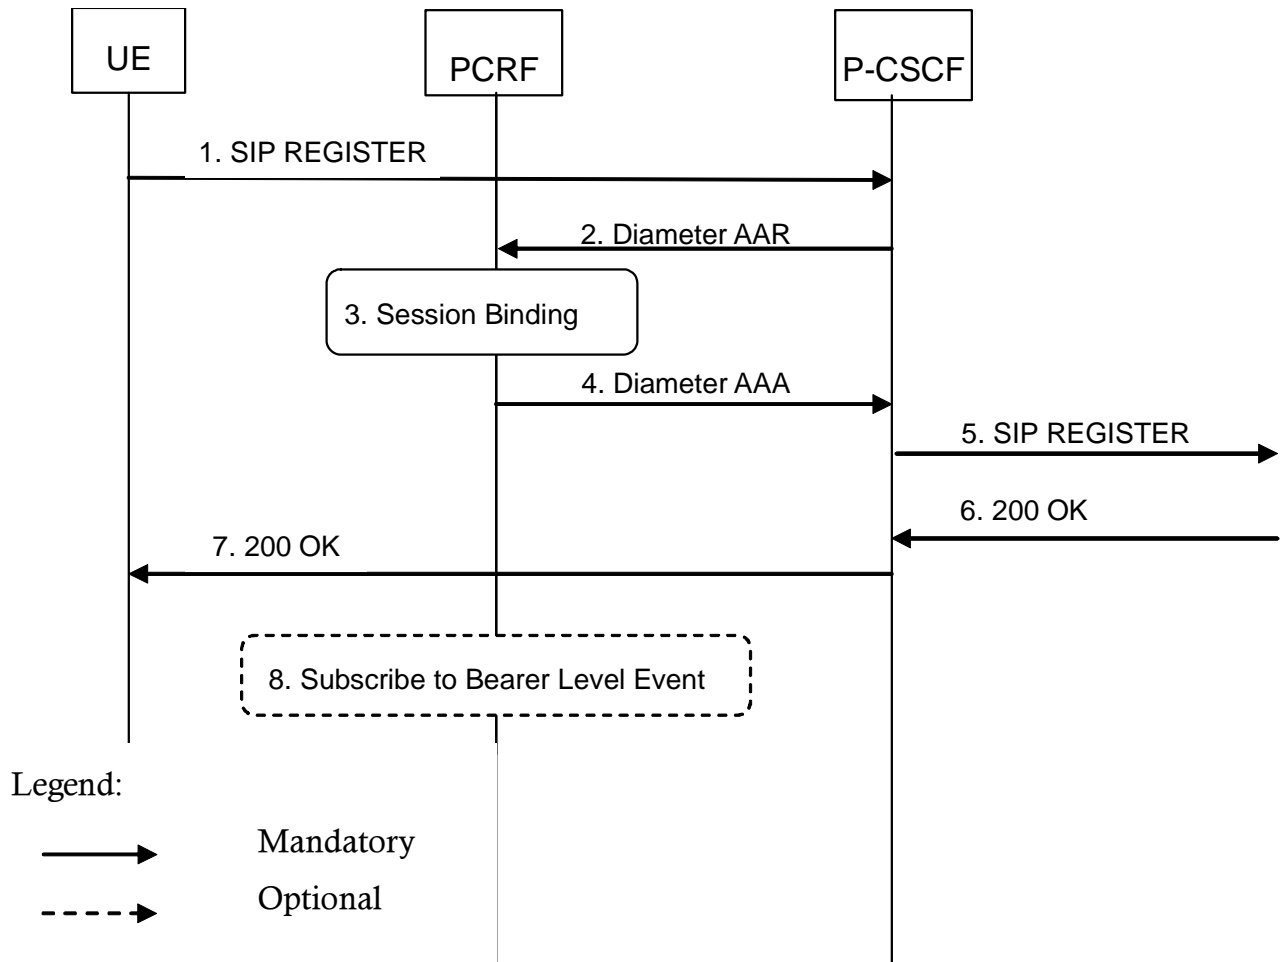 UE
PCRF
P-CSCF
1. SIP REGISTER
2. Diameter AAR
3. Session Binding
4. Diameter AAA
5. SIP REGISTER
6. 200 OK
7. 200 OK
8. Subscribe to Bearer Level Event
Legend:
Mandatory
Optional